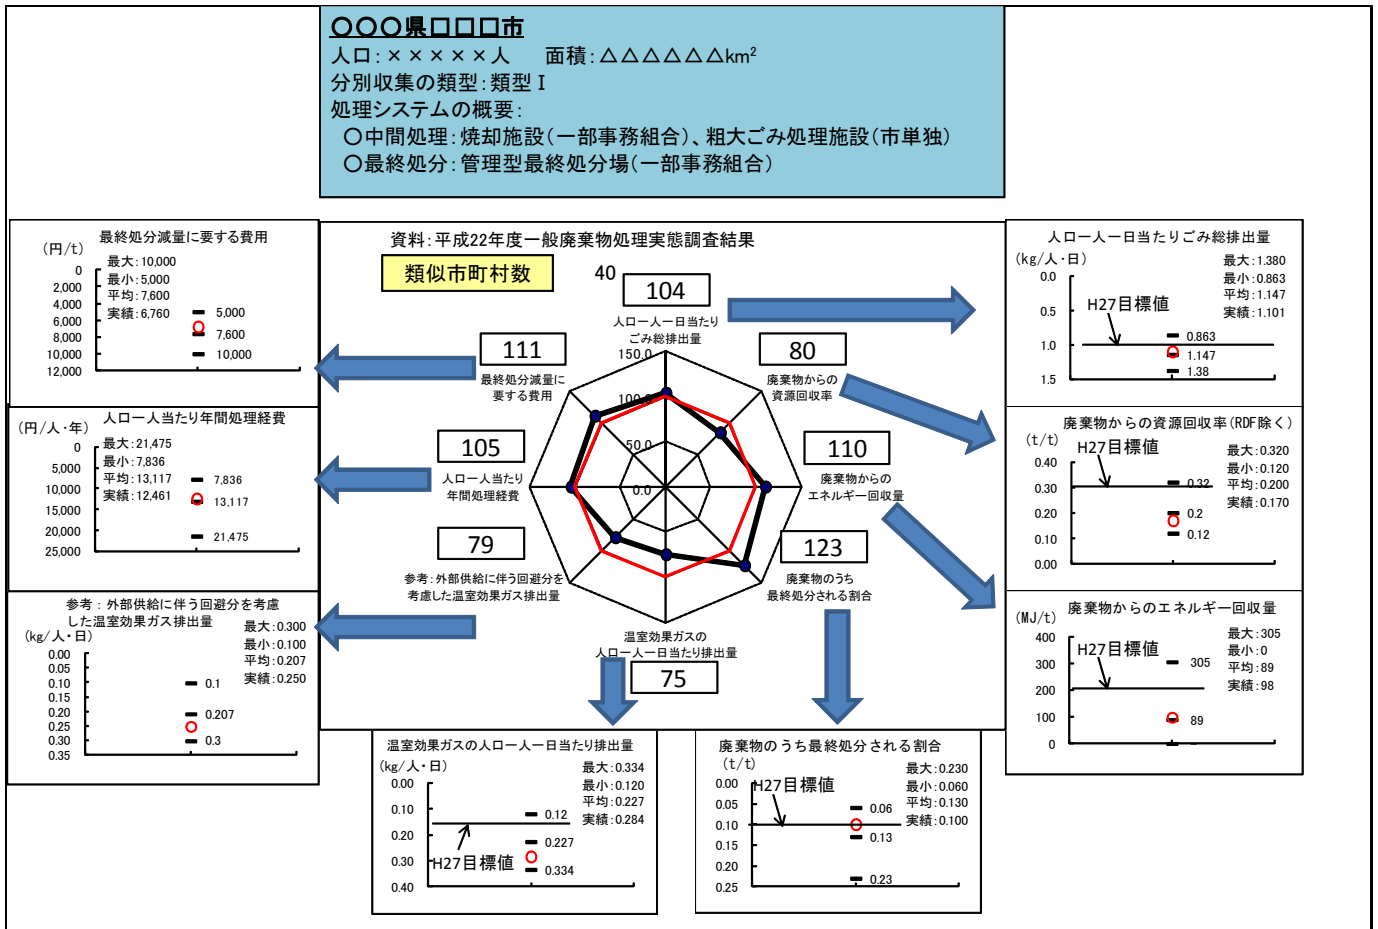 〇〇〇県□□□市
人口：×××××人　面積：△△△△△△km²
分別収集の類型：類型Ⅰ
処理システムの概要：
〇中間処理：焼却施設（一部事務組合）、粗大ごみ処理施設（市単独）
〇最終処分：管理型最終処分場（一部事務組合）
資料：平成22年度一般廃棄物処理実態調査結果
類似市町村数
40
104
人口一人一日当たり
ごみ総排出量
111
最終処分減量に
要する費用
80
廃棄物からの
資源回収率
105
人口一人当たり
年間処理経費
110
廃棄物からの
エネルギー回収量
79
参考：外部供給に伴う回避分を
考慮した温室効果ガス排出量
123
廃棄物のうち
最終処分される割合
温室効果ガスの
人口一人一日当たり排出量
75
150.0
100.0
50.0
0.0
最終処分減量に要する費用
（円/t）
最大：10,000
最小：5,000
平均：7,600
実績：6,760
0
2,000
4,000
6,000
8,000
10,000
12,000
5,000
7,600
10,000
人口一人当たり年間処理経費
（円/人・年）
最大：21,475
最小：7,836
平均：13,117
実績：12,461
0
5,000
10,000
15,000
20,000
25,000
7,836
13,117
21,475
参考：外部供給に伴う回避分を考慮
した温室効果ガス排出量
（kg/人・日）
最大：0.300
最小：0.100
平均：0.207
実績：0.250
0.00
0.05
0.10
0.15
0.20
0.25
0.30
0.35
0.1
0.207
0.3
温室効果ガスの人口一人一日当たり排出量
（kg/人・日）
最大：0.334
最小：0.120
平均：0.227
実績：0.284
0.00
0.10
0.20
0.30
0.40
0.12
0.227
0.334
H27目標値
廃棄物のうち最終処分される割合
（t/t）
最大：0.230
最小：0.060
平均：0.130
実績：0.100
H27目標値
0.00
0.05
0.10
0.15
0.20
0.25
0.06
0.13
0.23
人口一人一日当たりごみ総排出量
（kg/人・日）
最大：1.380
最小：0.863
平均：1.147
実績：1.101
H27目標値
0.0
0.5
1.0
1.5
0.863
1.147
1.38
廃棄物からの資源回収率（RDF除く）
（t/t）
H27目標値
最大：0.320
最小：0.120
平均：0.200
実績：0.170
0.40
0.30
0.20
0.10
0.00
0.32
0.2
0.12
廃棄物からのエネルギー回収量
（MJ/t）
最大：305
最小：0
平均：89
実績：98
H27目標値
400
300
200
100
0
305
89